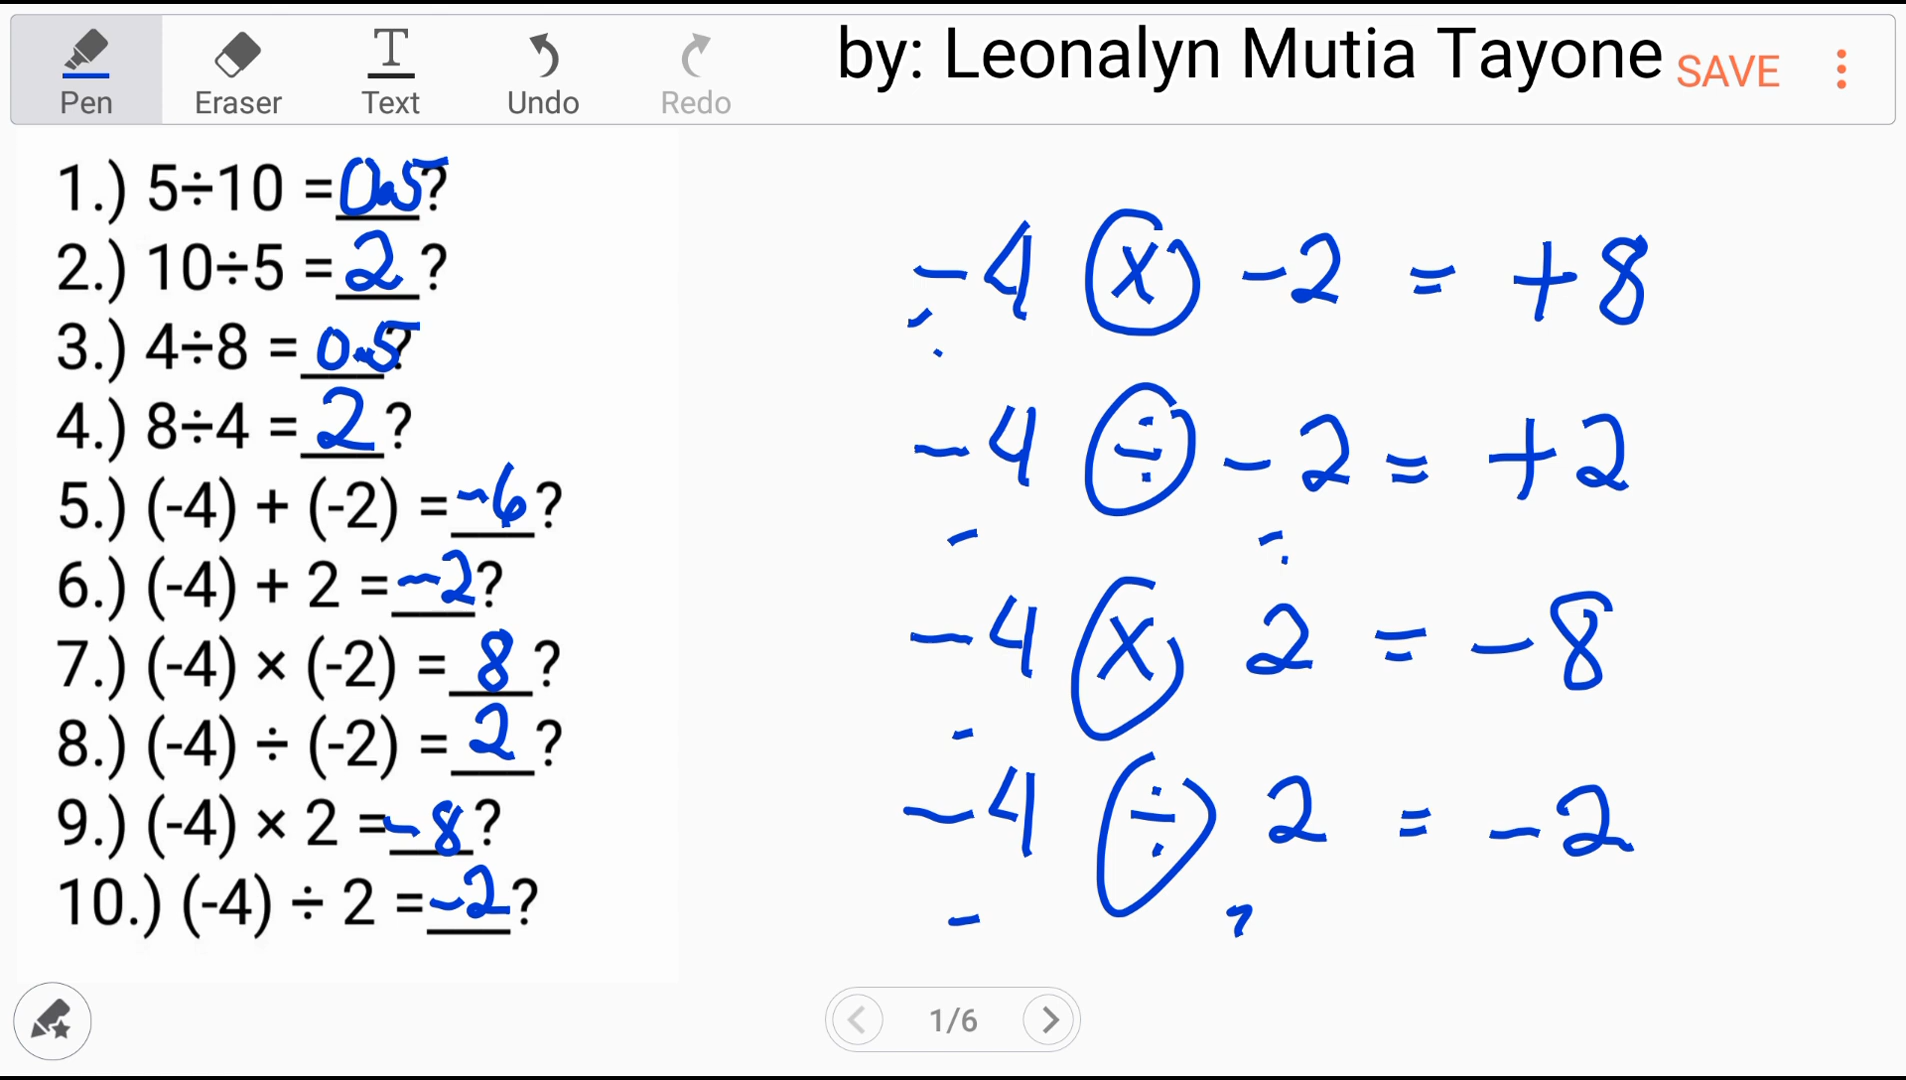 Pen Eraser Text Undo Redo by: Leonalyn Mutia Tayone SAVE
1.) 5÷10 = 0.5?
2.) 10÷5 = 2?
3.) 4÷8 = 0.5?
4.) 8÷4 = 2?
5.) (-4) + (-2) = -6?
6.) (-4) + 2 = -2?
7.) (-4) × (-2) = 8?
8.) (-4) ÷ (-2) = 2?
9.) (-4) × 2 = -8?
10.) (-4) ÷ 2 = -2?
-4 × -2 = +8
-4 ÷ -2 = +2
-4 × 2 = -8
-4 ÷ 2 = -2
1/6